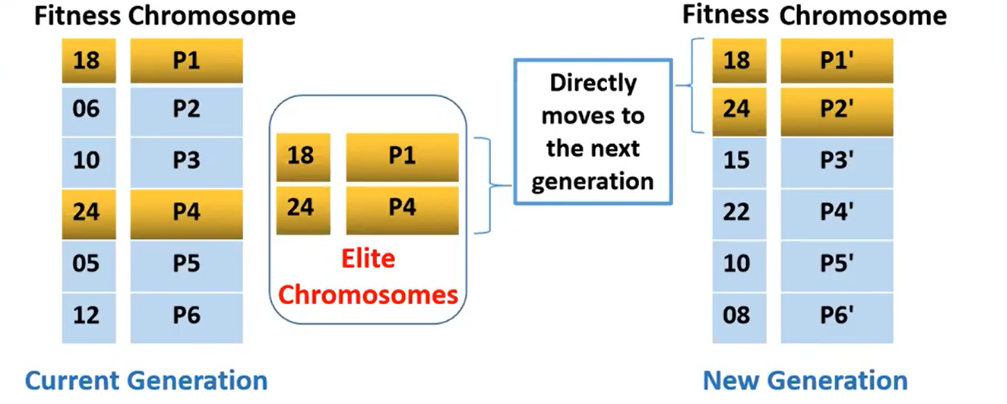 Fitness Chromosome
18 P1
06 P2
10 P3
24 P4
05 P5
12 P6
Current Generation
18 P1
24 P4
Elite
Chromosomes
Directly
moves to
the next
generation
Fitness Chromosome
18 P1'
24 P2'
15 P3'
22 P4'
10 P5'
08 P6'
New Generation